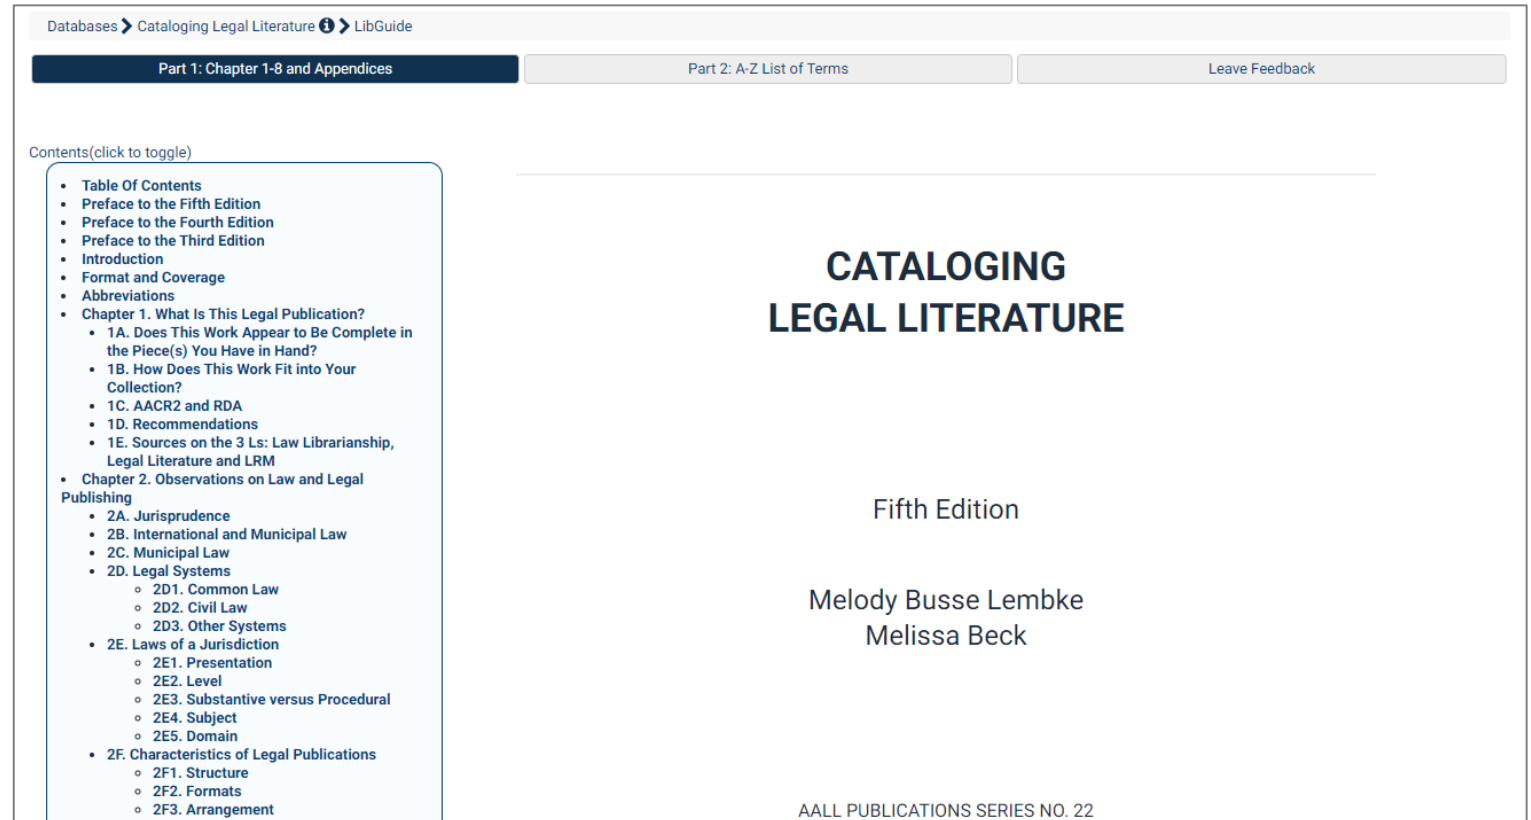 Databases Cataloging Legal Literature LibGuide
Part 1: Chapter 1-8 and Appendices
Part 2: A-Z List of Terms
Leave Feedback
Contents(click to toggle)
Table Of Contents
Preface to the Fifth Edition
Preface to the Fourth Edition
Preface to the Third Edition
Introduction
Format and Coverage
Abbreviations
Chapter 1. What Is This Legal Publication?
1A. Does This Work Appear to Be Complete in
the Piece(s) You Have in Hand?
1B. How Does This Work Fit into Your
Collection?
1C. AACR2 and RDA
1D. Recommendations
1E. Sources on the 3 Ls: Law Librarianship,
Legal Literature and LRM
Chapter 2. Observations on Law and Legal
Publishing
2A. Jurisprudence
2B. International and Municipal Law
2C. Municipal Law
2D. Legal Systems
2D1. Common Law
2D2. Civil Law
2D3. Other Systems
2E. Laws of a Jurisdiction
2E1. Presentation
2E2. Level
2E3. Substantive versus Procedural
2E4. Subject
2E5. Domain
2F. Characteristics of Legal Publications
2F1. Structure
2F2. Formats
2F3. Arrangement
CATALOGING
LEGAL LITERATURE
Fifth Edition
Melody Busse Lembke
Melissa Beck
AALL PUBLICATIONS SERIES NO. 22